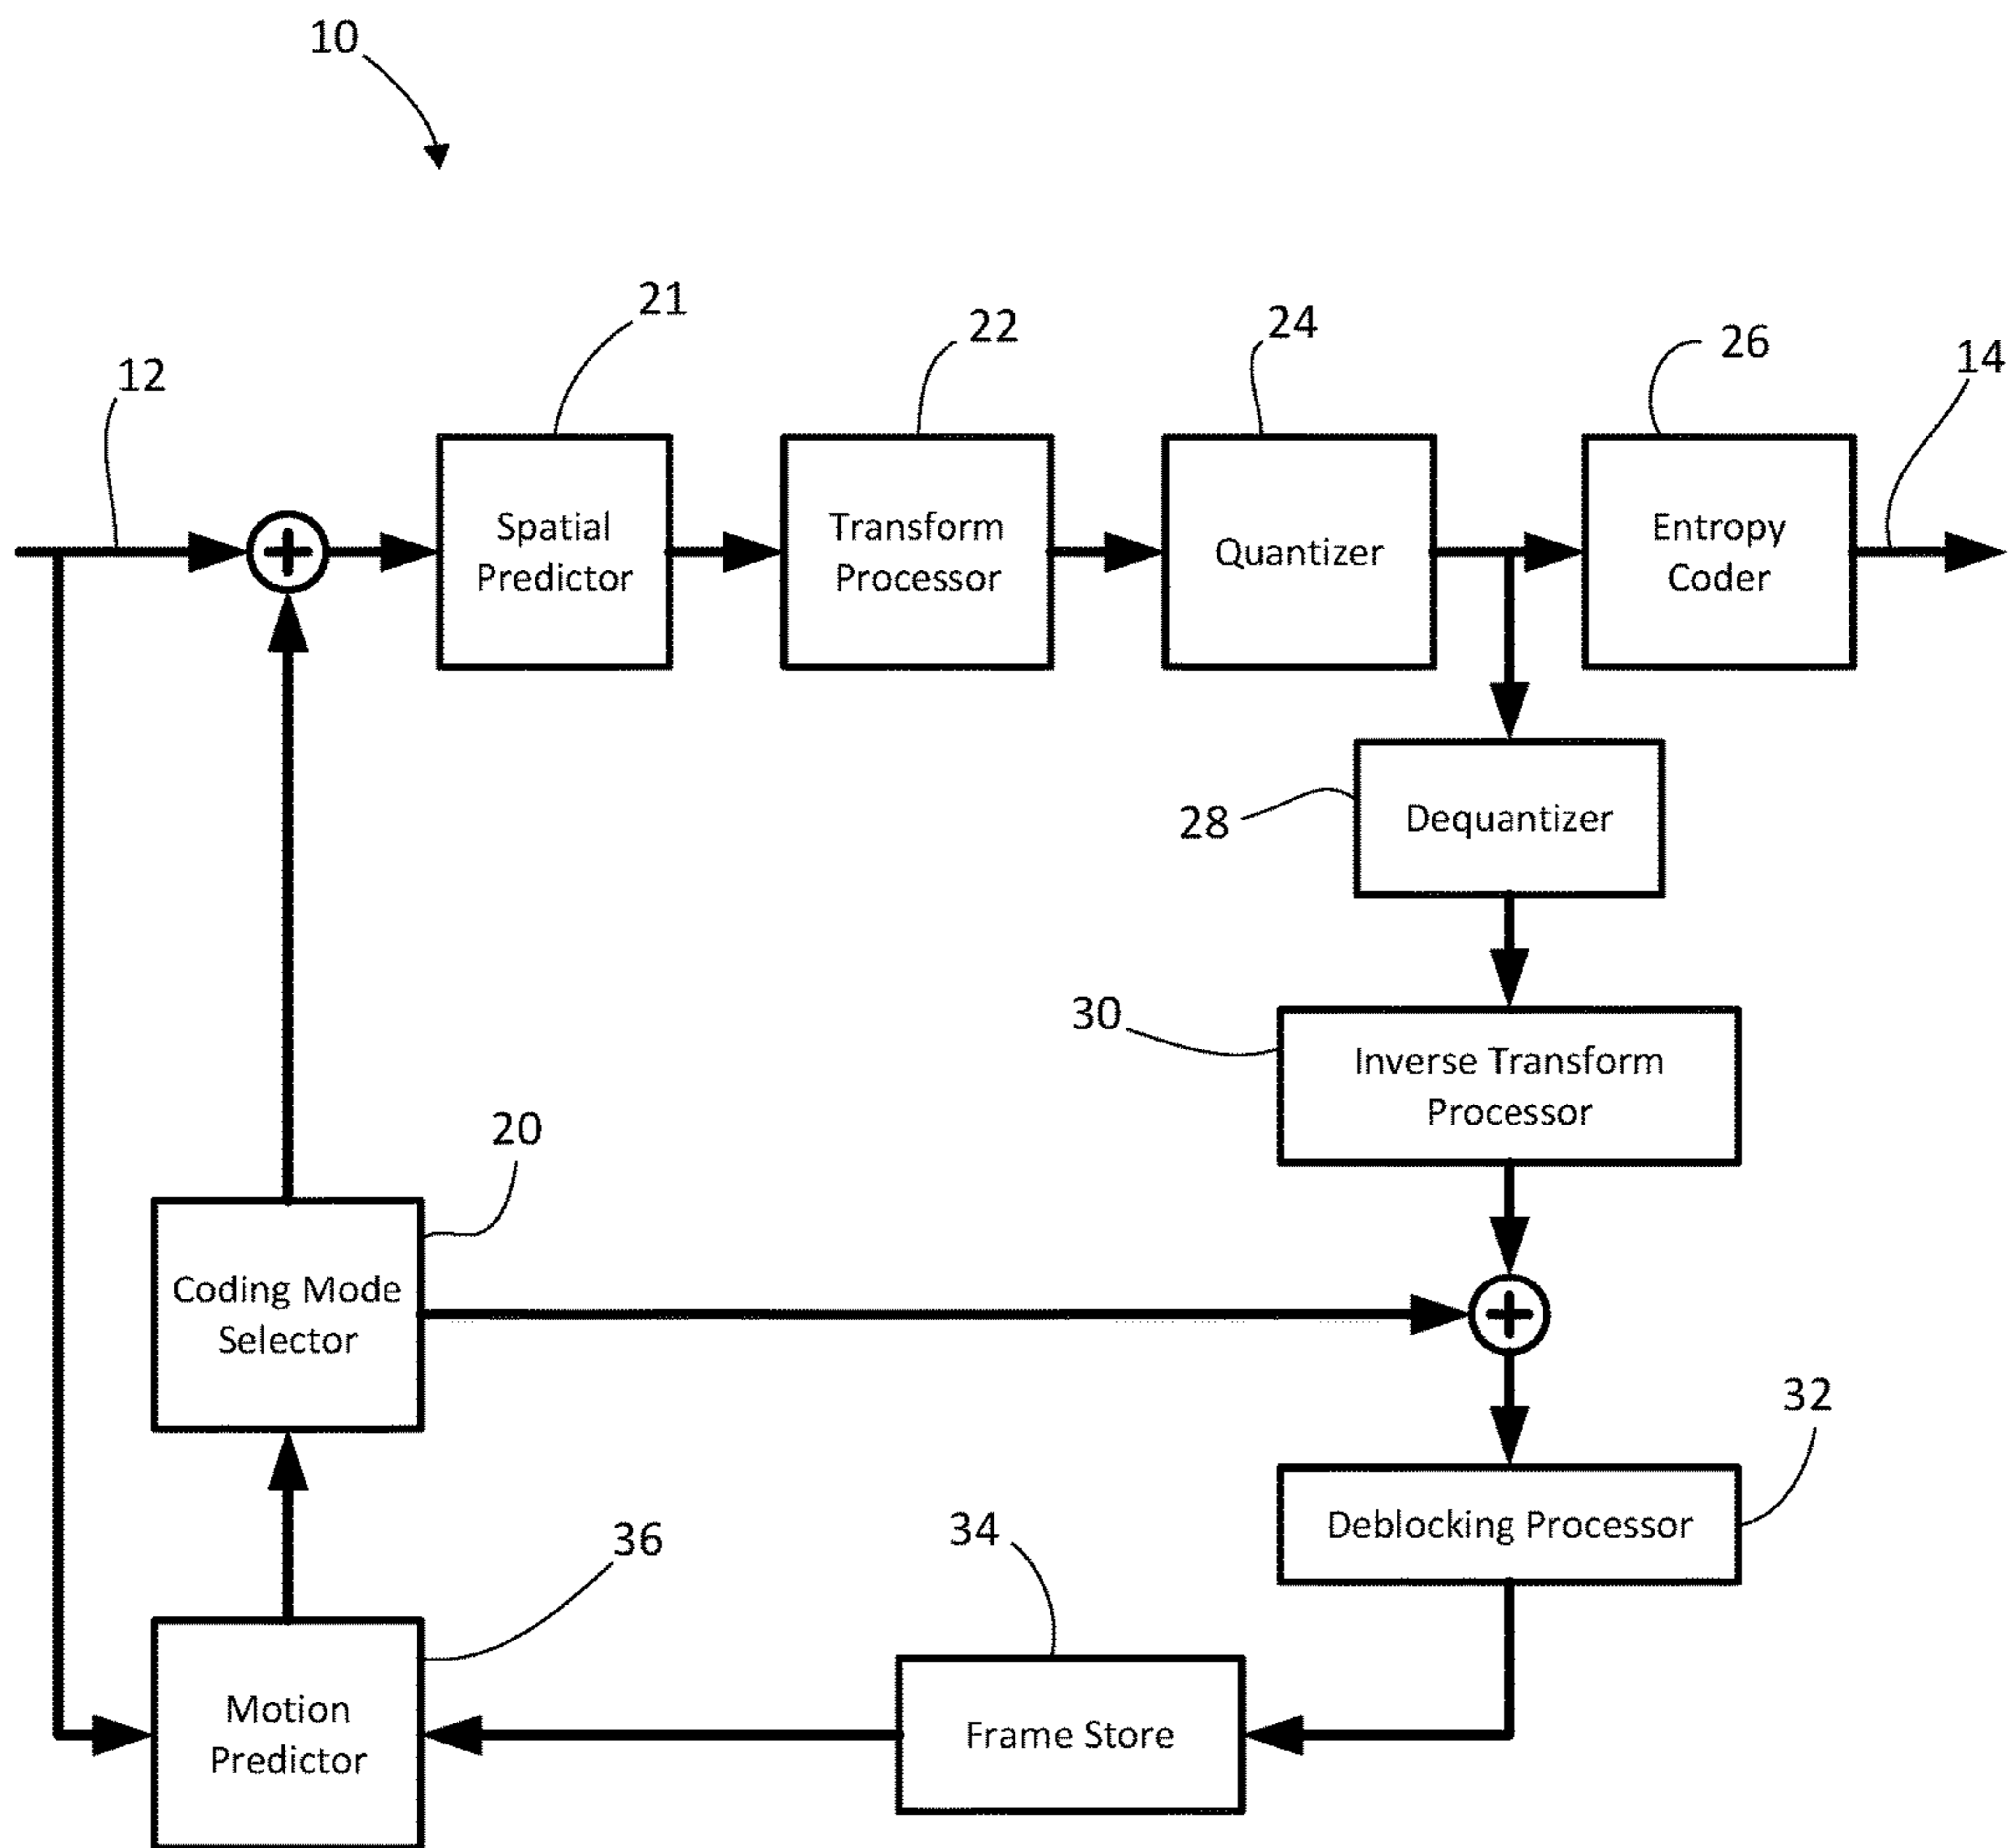 10
21
22
24
26
14
12
Spatial
Predictor
Transform
Processor
Quantizer
Entropy
Coder
28
Dequantizer
30
Inverse Transform
Processor
20
Coding Mode
Selector
32
Deblocking Processor
36
34
Motion
Predictor
Frame Store